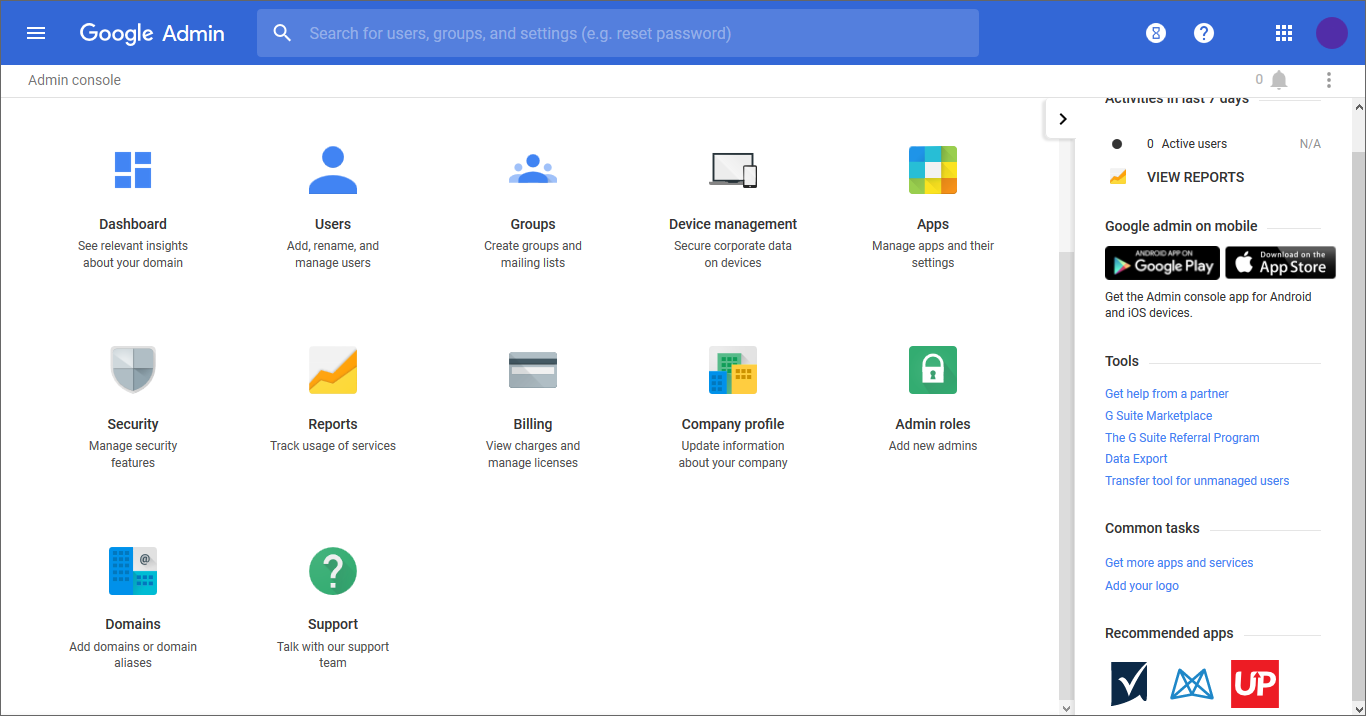 Google Admin
Search for users, groups, and settings (e.g. reset password)
Admin console
0
Dashboard
See relevant insights
about your domain
Users
Add, rename, and
manage users
Groups
Create groups and
mailing lists
Device management
Secure corporate data
on devices
Apps
Manage apps and their
settings
Security
Manage security
features
Reports
Track usage of services
Billing
View charges and
manage licenses
Company profile
Update information
about your company
Admin roles
Add new admins
@
Domains
Add domains or domain
aliases
?
Support
Talk with our support
team
Activities in last 7 days
0 Active users N/A
VIEW REPORTS
Google admin on mobile
ANDROID APP ON
Google Play
Download on the
App Store
Get the Admin console app for Android
and iOS devices.
Tools
Get help from a partner
G Suite Marketplace
The G Suite Referral Program
Data Export
Transfer tool for unmanaged users
Common tasks
Get more apps and services
Add your logo
Recommended apps
UP